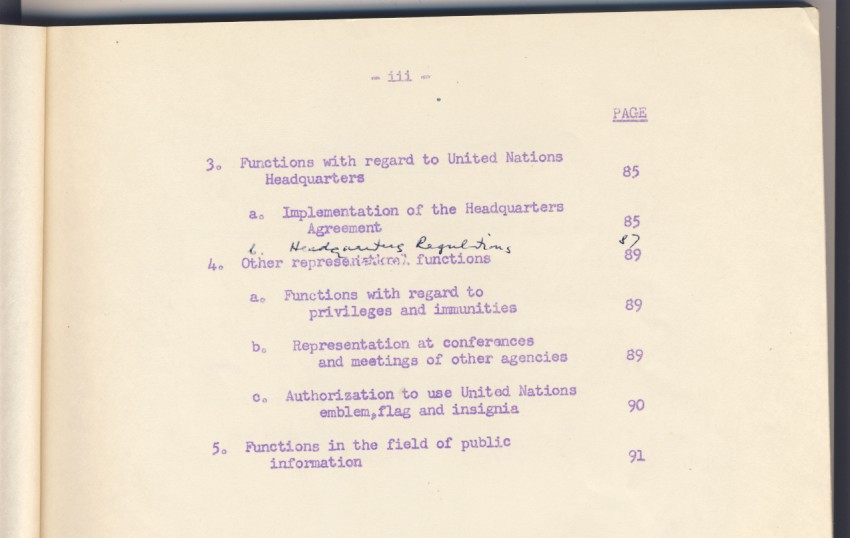 - iii -
PAGE
3. Functions with regard to United Nations
Headquarters 85
a. Implementation of the Headquarters
Agreement 85
b. Headquarters Regulations 87
4. Other representational functions 89
a. Functions with regard to
privileges and immunities 89
b. Representation at conferences
and meetings of other agencies 89
c. Authorization to use United Nations
emblem,flag and insignia 90
5. Functions in the field of public
information 91